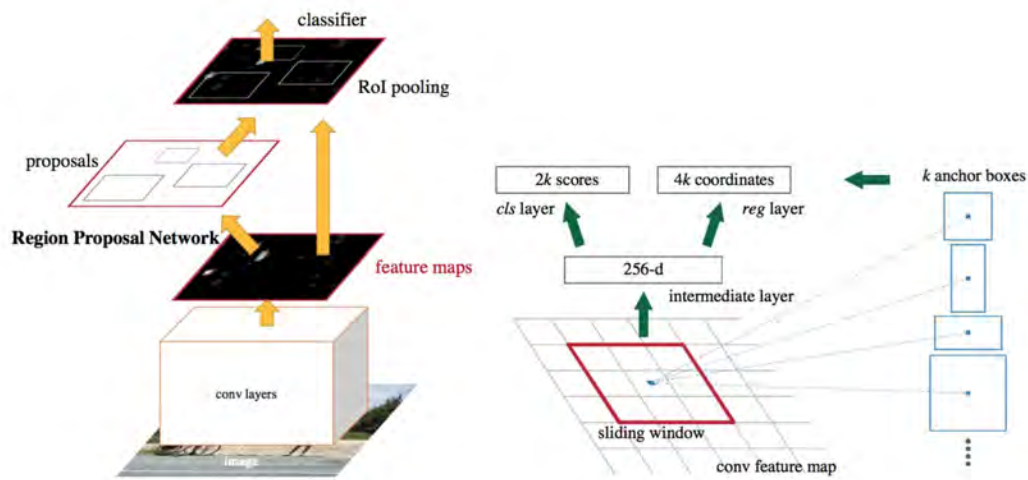 classifier
RoI pooling
proposals
Region Proposal Network
feature maps
conv layers
image
2k scores
4k coordinates
k anchor boxes
cls layer
reg layer
256-d
intermediate layer
sliding window
conv feature map